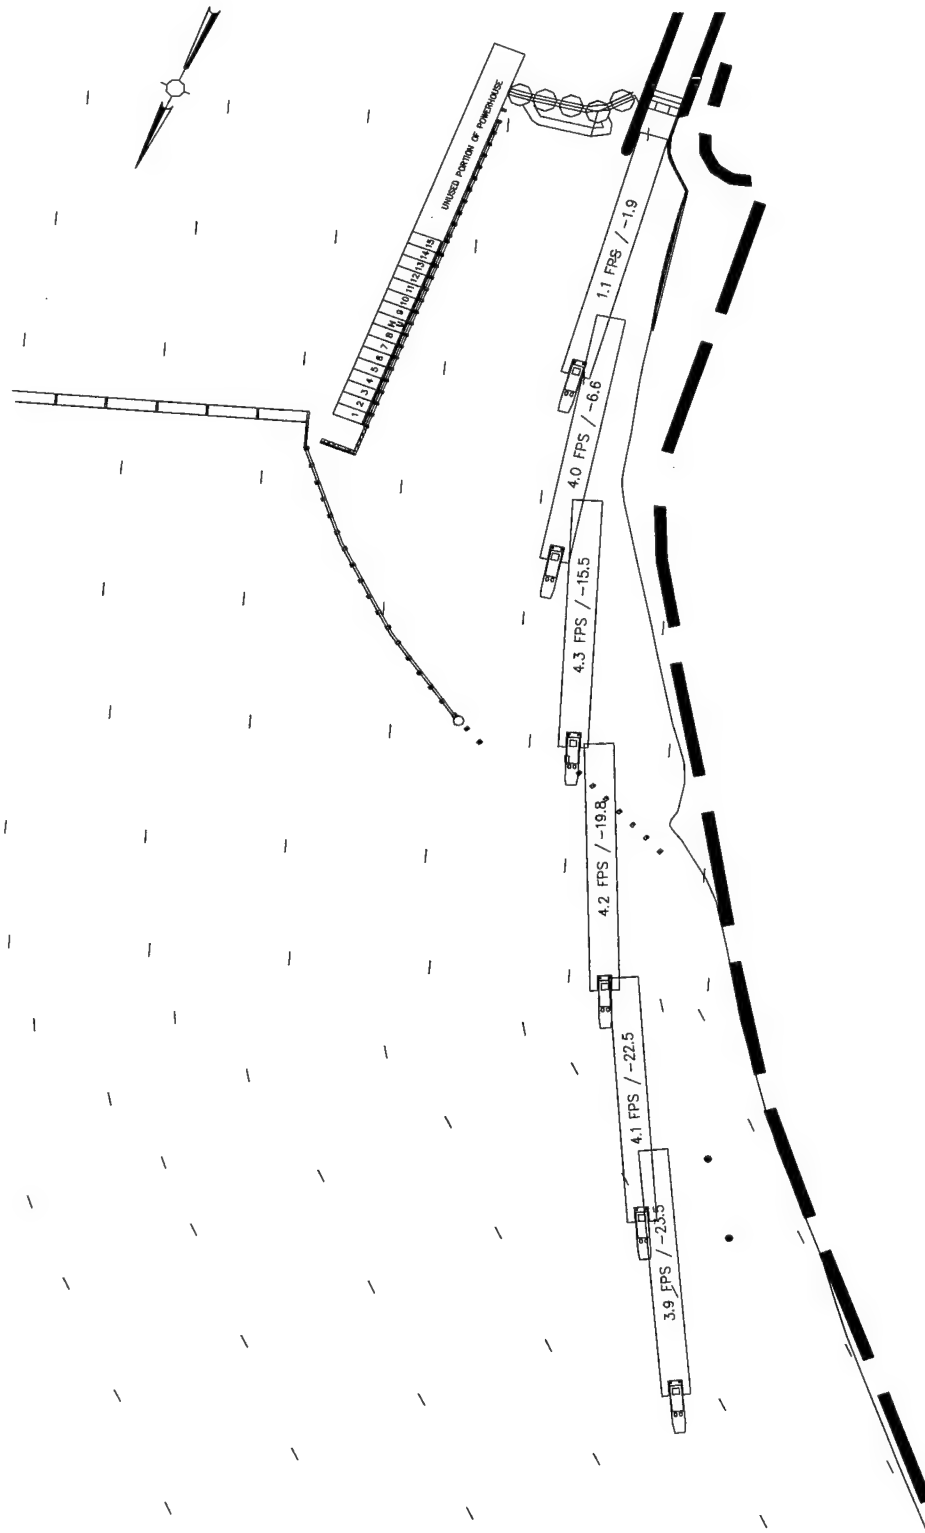 UNUSED PORTION OF POWERHOUSE
1 2 3 4 5 6 7 8 9 10 11 12 13 14 15
1.1 FPS / -1.9
4.0 FPS / -6.6
4.3 FPS / -15.5
4.2 FPS / -19.8
4.1 FPS / -22.5
3.9 FPS / -23.5